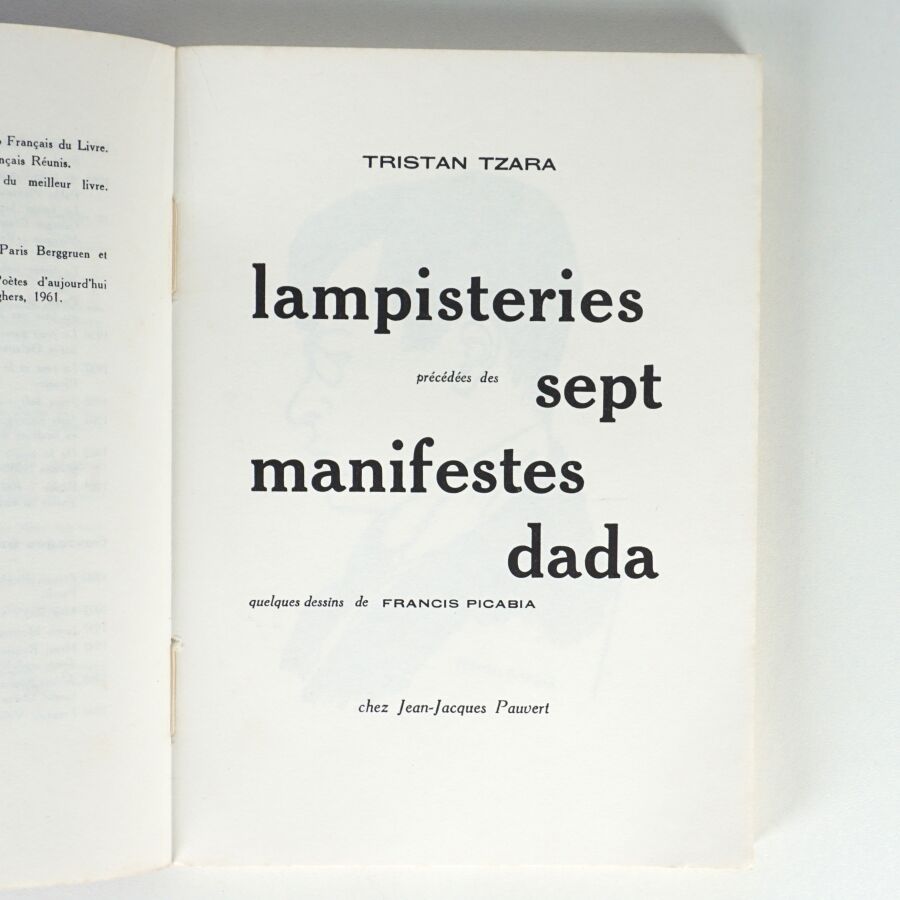 Français du Livre.
nçais Réunis.
du meilleur livre.
Paris Berggruen et
oètes d'aujourd'hui
ghers, 1961.
TRISTAN TZARA
lampisteries
précédées des sept
manifestes
dada
quelques dessins de FRANCIS PICABIA
chez Jean-Jacques Pauvert